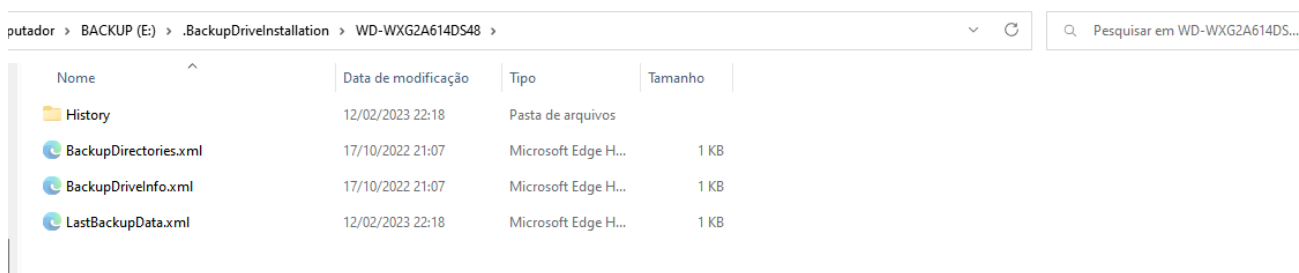 putador > BACKUP (E:) > .BackupDriveInstallation > WD-WXG2A614DS48 > Pesquisar em WD-WXG2A614DS...
Nome Data de modificação Tipo Tamanho
History 12/02/2023 22:18 Pasta de arquivos
BackupDirectories.xml 17/10/2022 21:07 Microsoft Edge H... 1 KB
BackupDriveInfo.xml 17/10/2022 21:07 Microsoft Edge H... 1 KB
LastBackupData.xml 12/02/2023 22:18 Microsoft Edge H... 1 KB